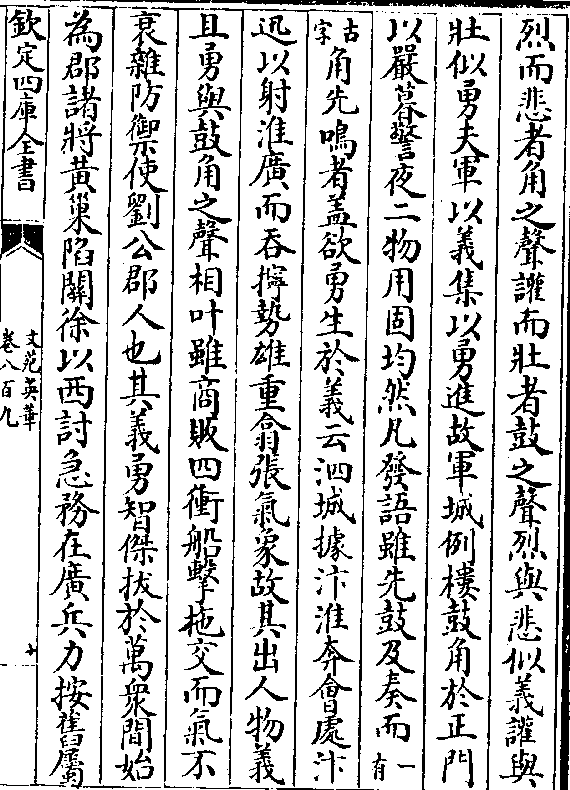 烈而悲者角之聲讙而壯者鼓之聲烈與悲似義讙與
壯似勇夫軍以義集以勇進故軍城例樓鼓角於正門
以嚴暮警夜二物用固均然凡發語雖先鼓及奏而一有
古字角先鳴者盖欲勇生於義云泗城據汴淮奔會處汴
迅以射淮廣而吞擰勢雄重翕張氣象故其出人物義
且勇與鼓角之聲相叶雖商販四衝船擊拖交而氣不
衰雜防禦使劉公郡人也其義勇智傑拔於萬衆間始
為郡諸將黄巢陷關徐以西討急務在廣兵力按舊屬
欽定四庫全書
文苑英華
卷八百九
十